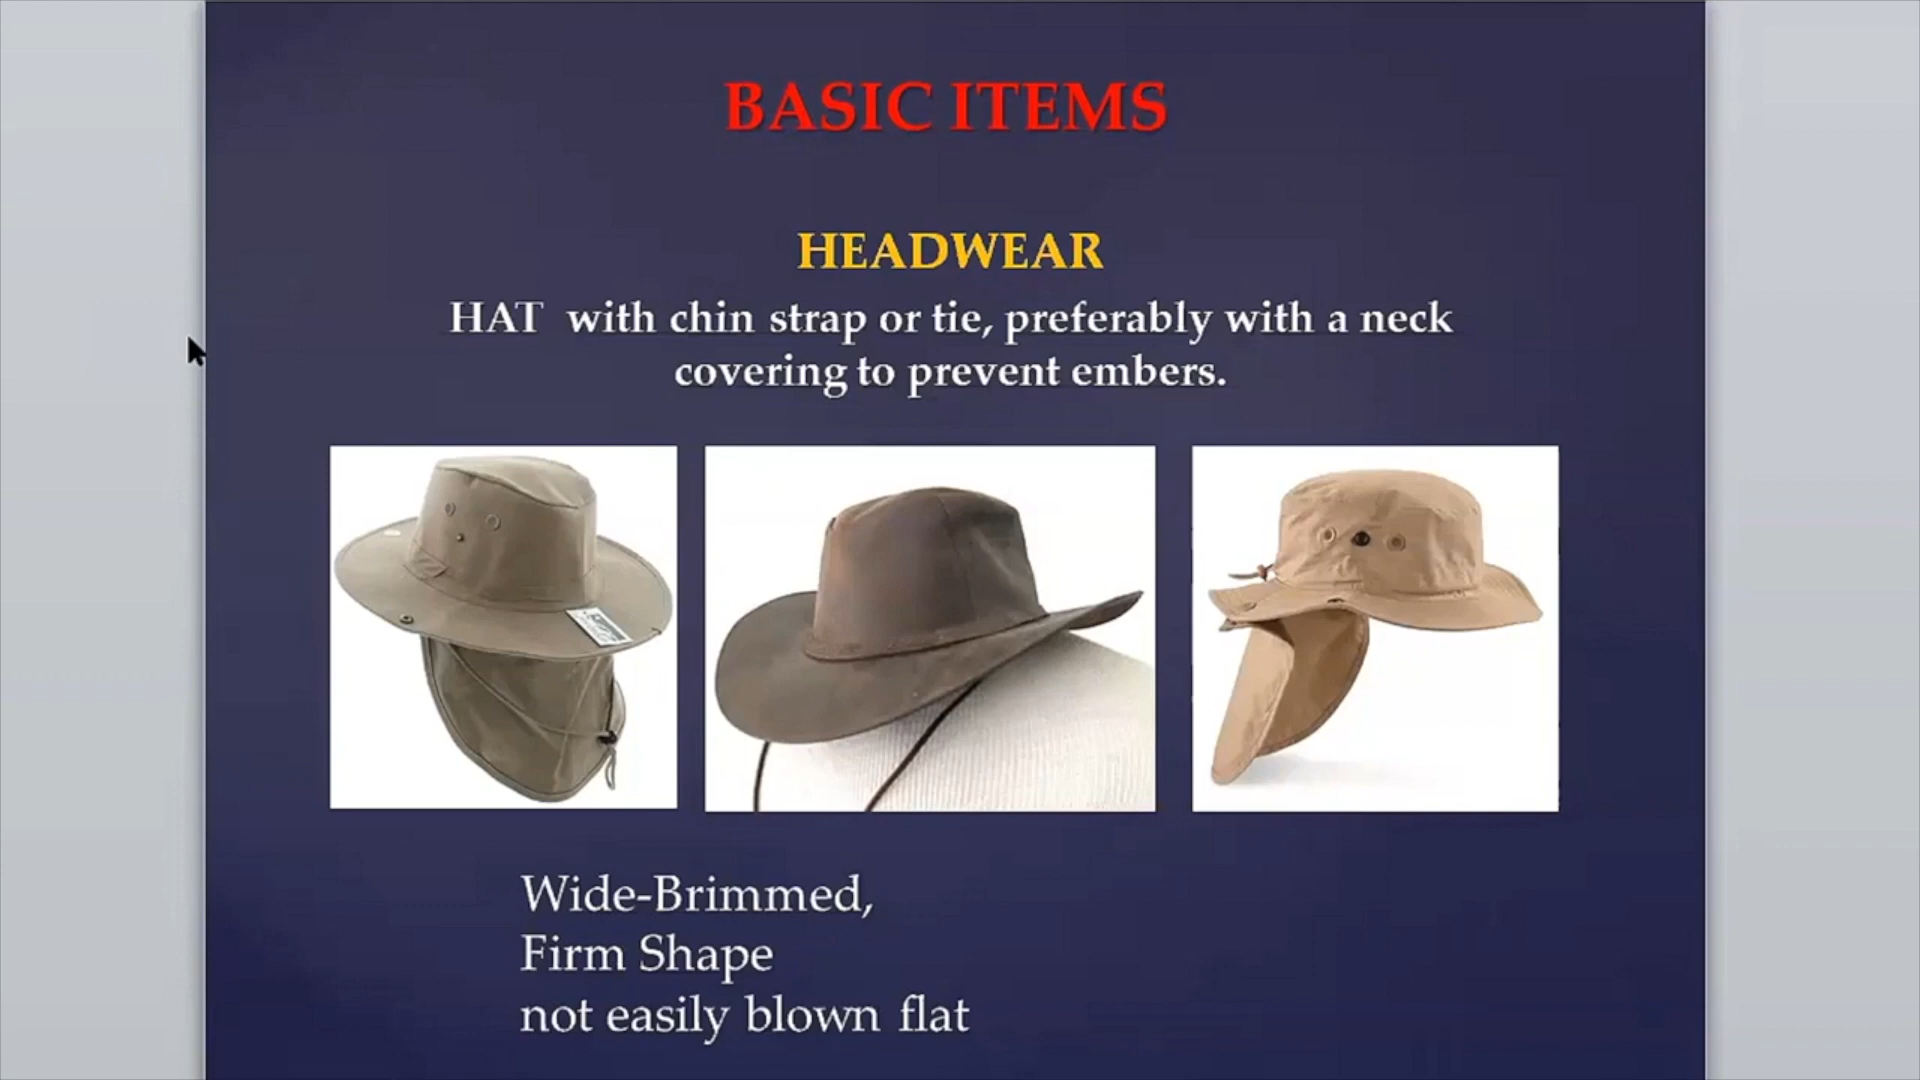 BASIC ITEMS
HEADWEAR
HAT with chin strap or tie, preferably with a neck
covering to prevent embers.
Wide-Brimmed,
Firm Shape
not easily blown flat